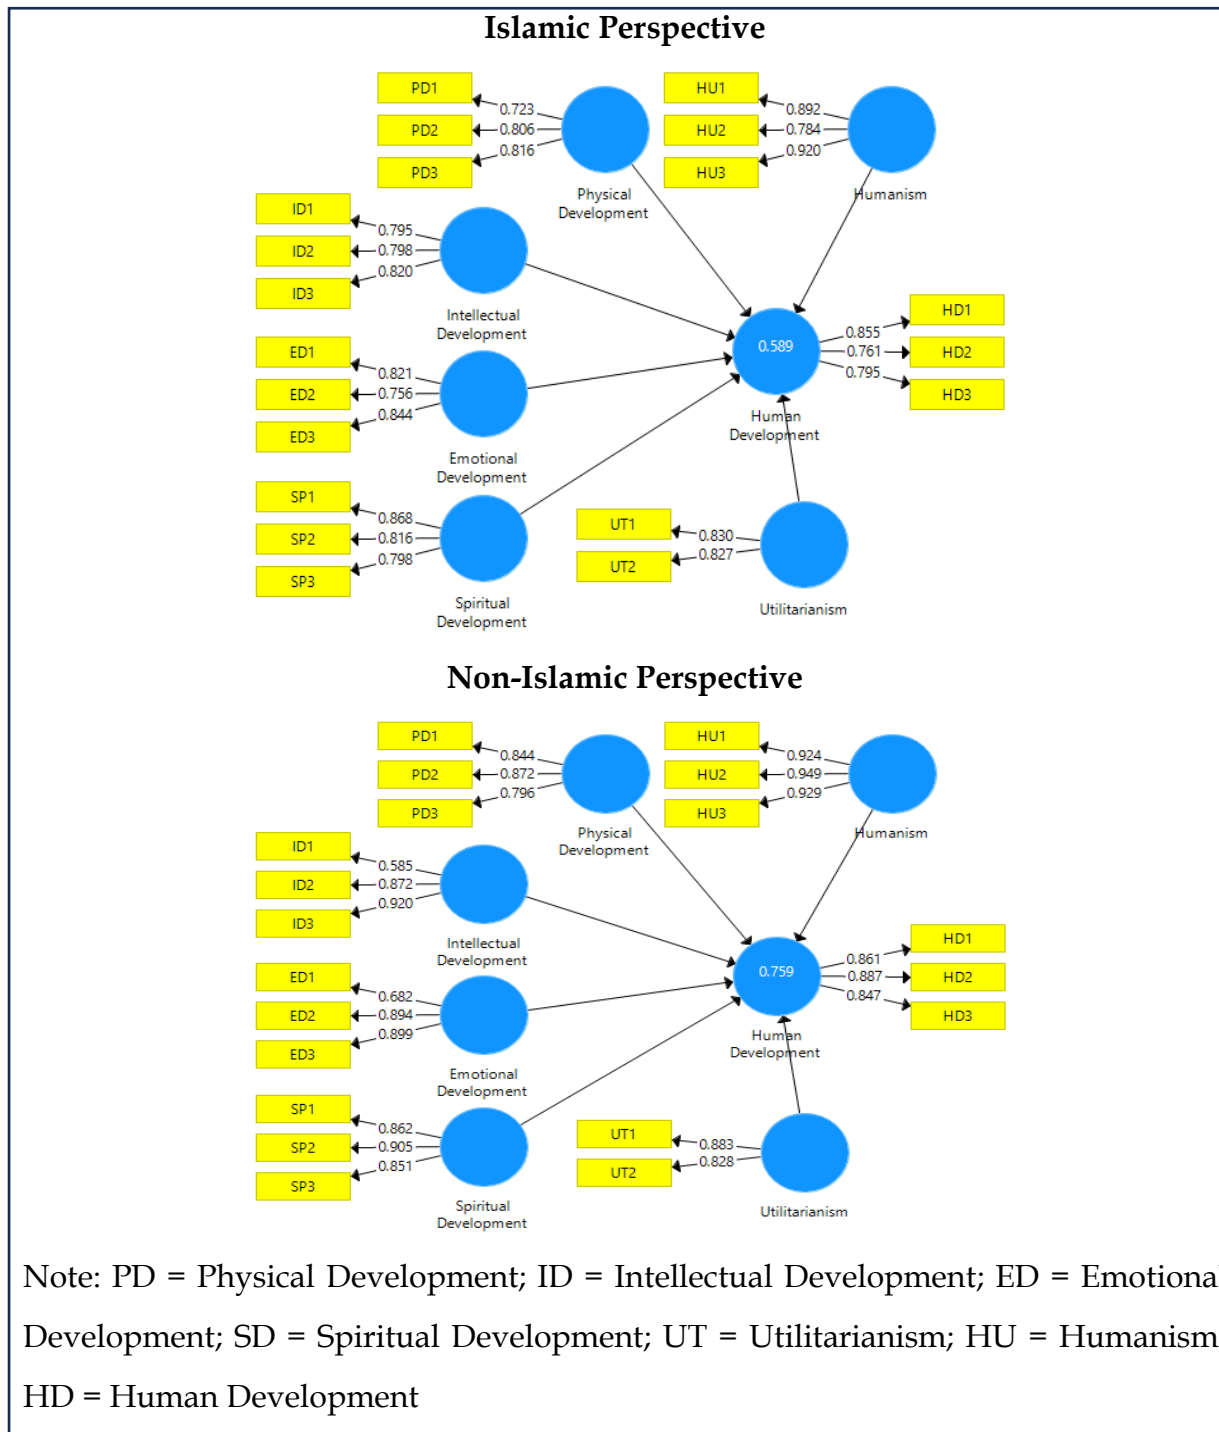 Islamic Perspective
PD1
0.723
PD2
0.806
PD3
0.816
Physical
Development
HU1
0.892
HU2
0.784
HU3
0.920
Humanism
ID1
0.795
ID2
0.798
ID3
0.820
Intellectual
Development
ED1
0.821
ED2
0.756
ED3
0.844
Emotional
Development
SP1
0.868
SP2
0.816
SP3
0.798
Spiritual
Development
0.589
Human
Development
HD1
0.855
HD2
0.761
HD3
0.795
UT1
0.830
UT2
0.827
Utilitarianism
Non-Islamic Perspective
PD1
0.844
PD2
0.872
PD3
0.796
Physical
Development
HU1
0.924
HU2
0.949
HU3
0.929
Humanism
ID1
0.585
ID2
0.872
ID3
0.920
Intellectual
Development
ED1
0.682
ED2
0.894
ED3
0.899
Emotional
Development
SP1
0.862
SP2
0.905
SP3
0.851
Spiritual
Development
0.759
Human
Development
HD1
0.861
HD2
0.887
HD3
0.847
UT1
0.883
UT2
0.828
Utilitarianism
Note: PD = Physical Development; ID = Intellectual Development; ED = Emotional
Development; SD = Spiritual Development; UT = Utilitarianism; HU = Humanism
HD = Human Development